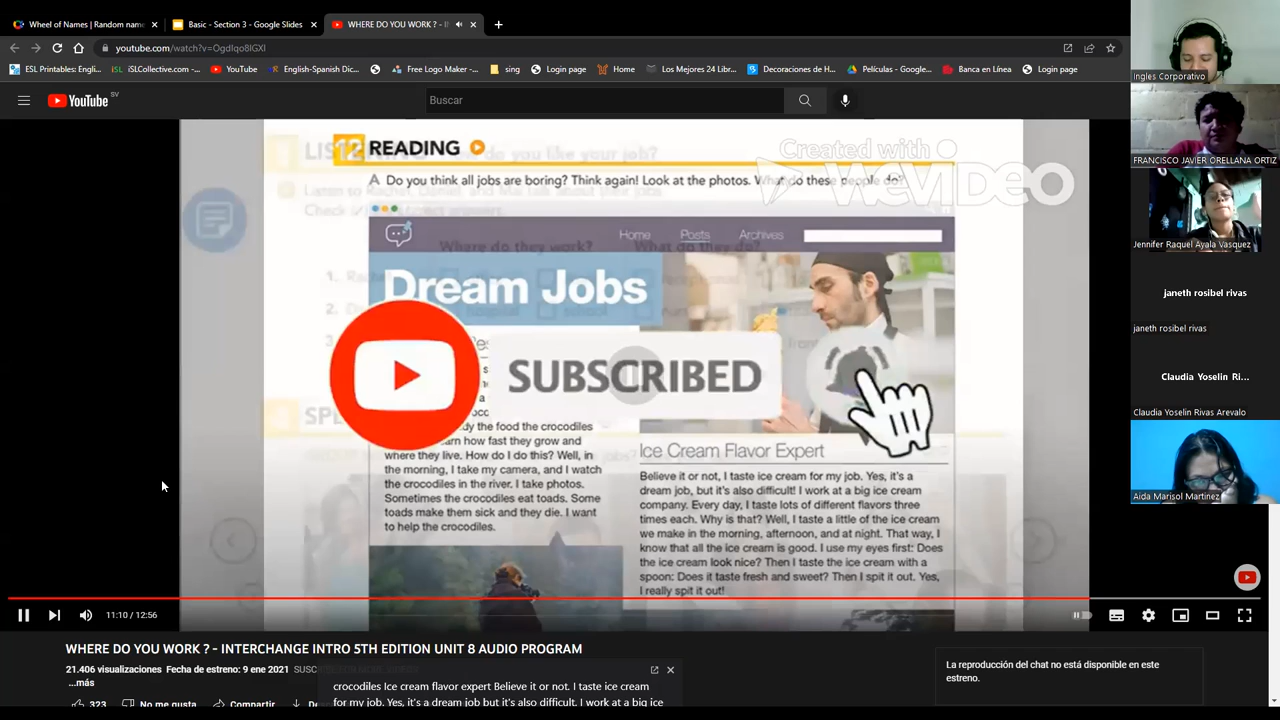 Wheel of Names | Random nam
Basic - Section 3 - Google Slides
WHERE DO YOU WORK ? - I
youtube.com/watch?v=OgdIqo8lGXI
ESL Printables: Engli...
iSLCollective.com -...
YouTube
English-Spanish Dic...
Free Logo Maker -...
sing
Login page
Home
Los Mejores 24 Libr...
Decoraciones de H...
Películas - Google...
Banca en Línea
Login page
YouTube SV
Buscar
12 READING
Created with
WeVideo
A Do you think all jobs are boring? Think again! Look at the photos. What do these people do?
Home Posts Archives
Dream Jobs
SUBSCRIBED
dy the food the crocodiles
arn how fast they grow and
where they live. How do I do this? Well, in
the morning, I take my camera, and I watch
the crocodiles in the river. I take photos.
Sometimes the crocodiles eat toads. Some
toads make them sick and they die. I want
to help the crocodiles.
Ice Cream Flavor Expert
Believe it or not, I taste ice cream for my job. Yes, it's a
dream job, but it's also difficult! I work at a big ice cream
company. Every day, I taste lots of different flavors three
times each. Why is that? Well, I taste a little of the ice cream
we make in the morning, afternoon, and at night. That way, I
know that all the ice cream is good. I use my eyes first: Does
the ice cream look nice? Then I taste the ice cream with a
spoon: Does it taste fresh and sweet? Then I spit it out. Yes,
I really spit it out!
11:10 / 12:56
WHERE DO YOU WORK ? - INTERCHANGE INTRO 5TH EDITION UNIT 8 AUDIO PROGRAM
21.406 visualizaciones Fecha de estreno: 9 ene 2021
...más
323 No me gusta Compartir
crocodiles Ice cream flavor expert Believe it or not. I taste ice cream
for my job. Yes, it's a dream job but it's also difficult. I work at a big ice
La reproducción del chat no está disponible en este
estreno.
Ingles Corporativo
FRANCISCO JAVIER ORELLANA ORTIZ
Jennifer Raquel Ayala Vasquez
janeth rosibel rivas
janeth rosibel rivas
Claudia Yoselin Ri...
Claudia Yoselin Rivas Arevalo
Aida Marisol Martinez